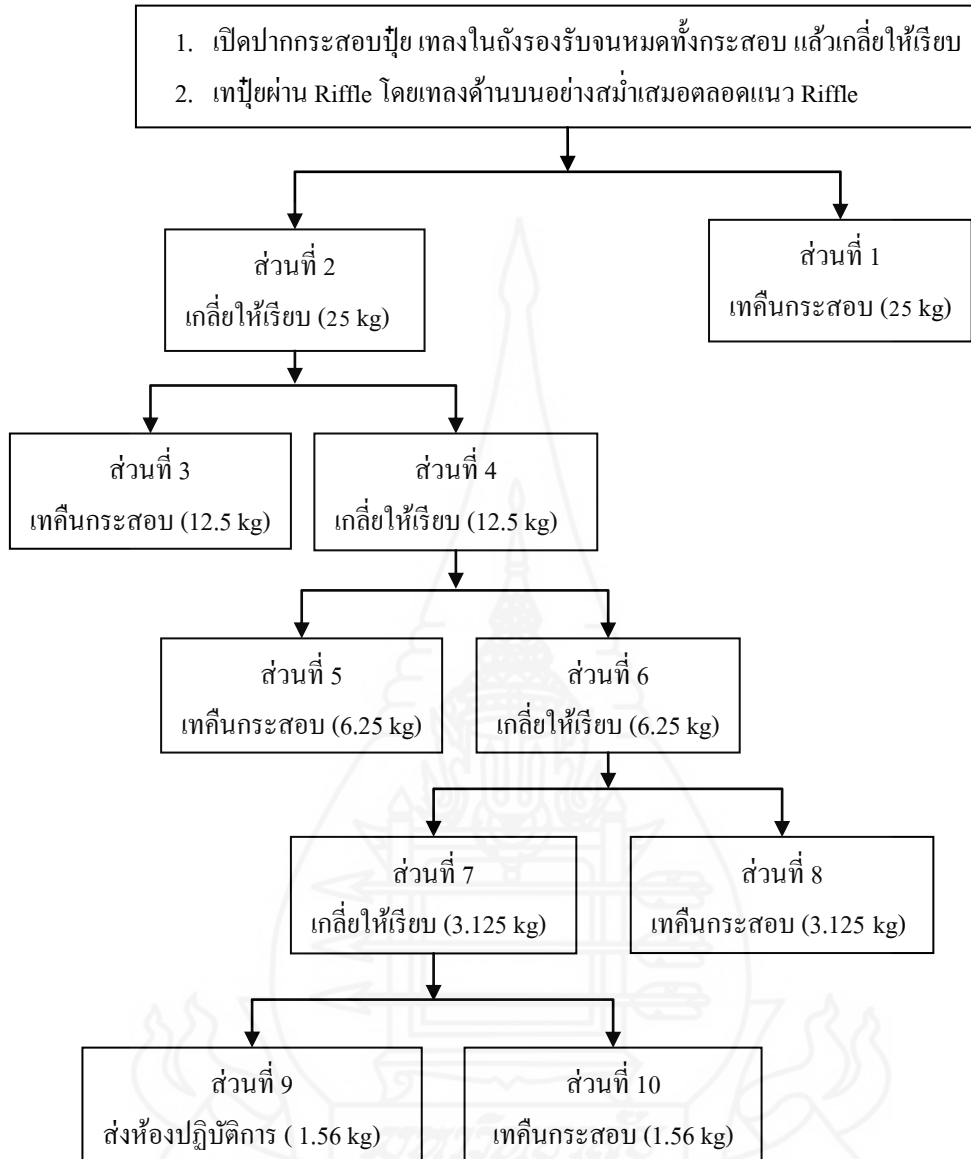 1. เปิดปากกระสอบปุ๋ย เทลงในถังรองรับจนหมดทั้งกระสอบ แล้วเกลี่ยให้เรียบ
2. เทปุ๋ยผ่าน Riffle โดยเทลงด้านบนอย่างสม่ำเสมอตลอดแนว Riffle
ส่วนที่ 2
เกลี่ยให้เรียบ (25 kg)
ส่วนที่ 1
เทคืนกระสอบ (25 kg)
ส่วนที่ 3
เทคืนกระสอบ (12.5 kg)
ส่วนที่ 4
เกลี่ยให้เรียบ (12.5 kg)
ส่วนที่ 5
เทคืนกระสอบ (6.25 kg)
ส่วนที่ 6
เกลี่ยให้เรียบ (6.25 kg)
ส่วนที่ 7
เกลี่ยให้เรียบ (3.125 kg)
ส่วนที่ 8
เทคืนกระสอบ (3.125 kg)
ส่วนที่ 9
ส่งห้องปฏิบัติการ ( 1.56 kg)
ส่วนที่ 10
เทคืนกระสอบ (1.56 kg)